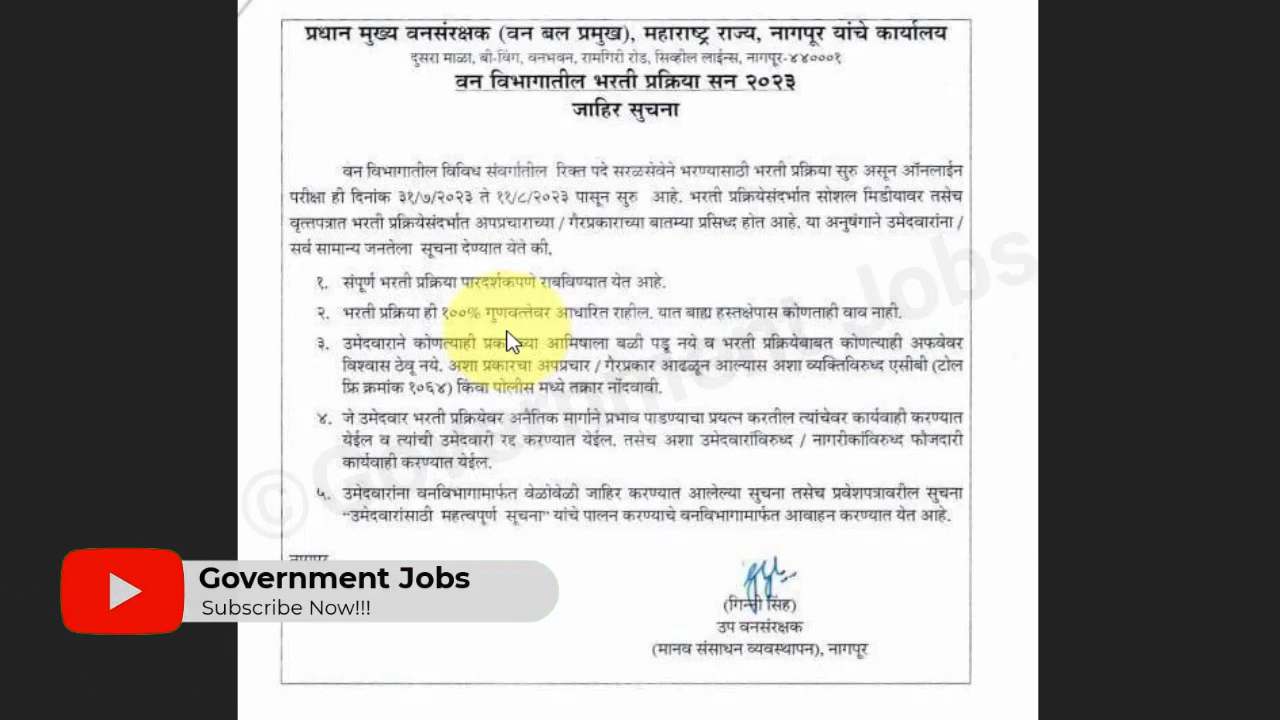 प्रधान मुख्य वनसंरक्षक (वन बल प्रमुख), महाराष्ट्र राज्य, नागपूर यांचे कार्यालय
दुसरा माळा, बी-विंग, वनभवन, रामगिरी रोड, सिव्हील लाईन्स, नागपूर-४४०००१
वन विभागातील भरती प्रक्रिया सन २०२३
जाहिर सुचना
वन विभागातील विविध संवर्गातील रिक्त पदे सरळसेवेने भरण्यासाठी भरती प्रक्रिया सुरु असून ऑनलाईन
परीक्षा ही दिनांक ३१/७/२०२३ ते ११/८/२०२३ पासून सुरु आहे. भरती प्रक्रियेसंदर्भात सोशल मिडीयावर तसेच
वृत्तपत्रात भरती प्रक्रियेसंदर्भात अपप्रचाराच्या / गैरप्रकाराच्या बातम्या प्रसिध्द होत आहे. या अनुषंगाने उमेदवारांना /
सर्व सामान्य जनतेला सूचना देण्यात येते की,
१. संपूर्ण भरती प्रक्रिया पारदर्शकपणे राबविण्यात येत आहे.
२. भरती प्रक्रिया ही १००% गुणवत्तेवर आधारित राहील. यात बाह्य हस्तक्षेपास कोणताही वाव नाही.
३. उमेदवाराने कोणत्याही प्रकारच्या आमिषाला बळी पडू नये व भरती प्रक्रियेबाबत कोणत्याही अफवेवर
विश्वास ठेवू नये. अशा प्रकारचा अपप्रचार / गैरप्रकार आढळून आल्यास अशा व्यक्तिविरुध्द एसीबी (टोल
फ्रि क्रमांक १०६४) किंवा पोलीस मध्ये तक्रार नोंदवावी.
४. जे उमेदवार भरती प्रक्रियेवर अनैतिक मार्गाने प्रभाव पाडण्याचा प्रयत्न करतील त्यांचेवर कार्यवाही करण्यात
येईल व त्यांची उमेदवारी रद्द करण्यात येईल. तसेच अशा उमेदवारांविरुध्द / नागरीकांविरुध्द फौजदारी
कार्यवाही करण्यात येईल.
५. उमेदवारांना वनविभागामार्फत वेळोवेळी जाहिर करण्यात आलेल्या सुचना तसेच प्रवेशपत्रावरील सुचना
"उमेदवारांसाठी महत्वपूर्ण सूचना" यांचे पालन करण्याचे वनविभागामार्फत आवाहन करण्यात येत आहे.
नागपूर
(गिन्नी सिंह)
उप वनसंरक्षक
(मानव संसाधन व्यवस्थापन), नागपूर
©Government Jobs
Government Jobs
Subscribe Now!!!